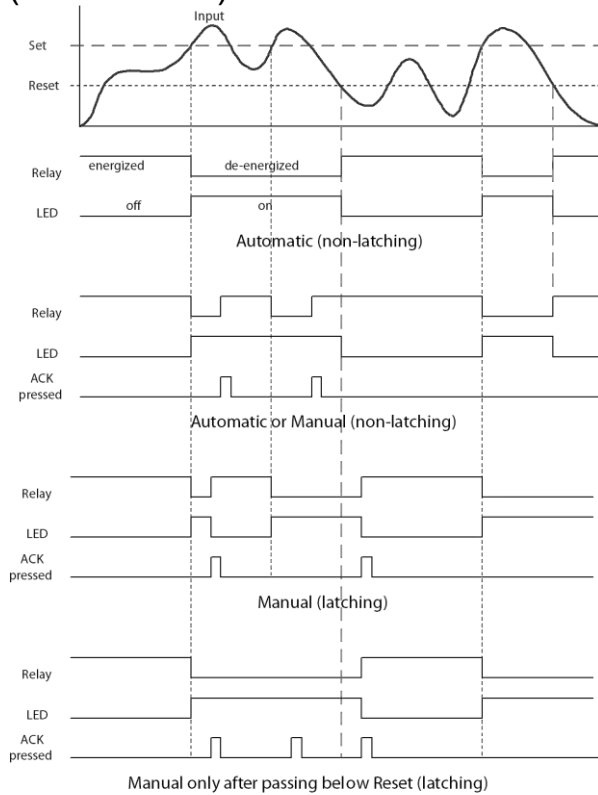 Input
Set
Reset
energized
de-energized
Relay
off
on
LED
Automatic (non-latching)
Relay
LED
ACK
pressed
Automatic or Manual (non-latching)
Relay
LED
ACK
pressed
Manual (latching)
Relay
LED
ACK
pressed
Manual only after passing below Reset (latching)